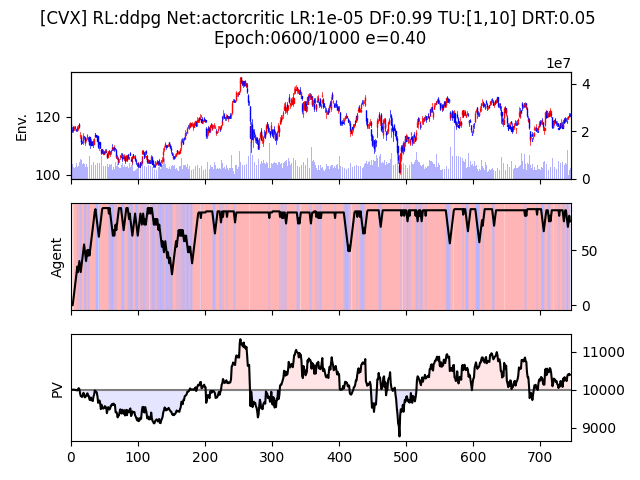 [CVX] RL:ddpg Net:actorcritic LR:1e-05 DF:0.99 TU:[1,10] DRT:0.05
Epoch:0600/1000 e=0.40
1e7
Env.
120
100
4
2
0
Agent
50
0
PV
11000
10000
9000
0 100 200 300 400 500 600 700